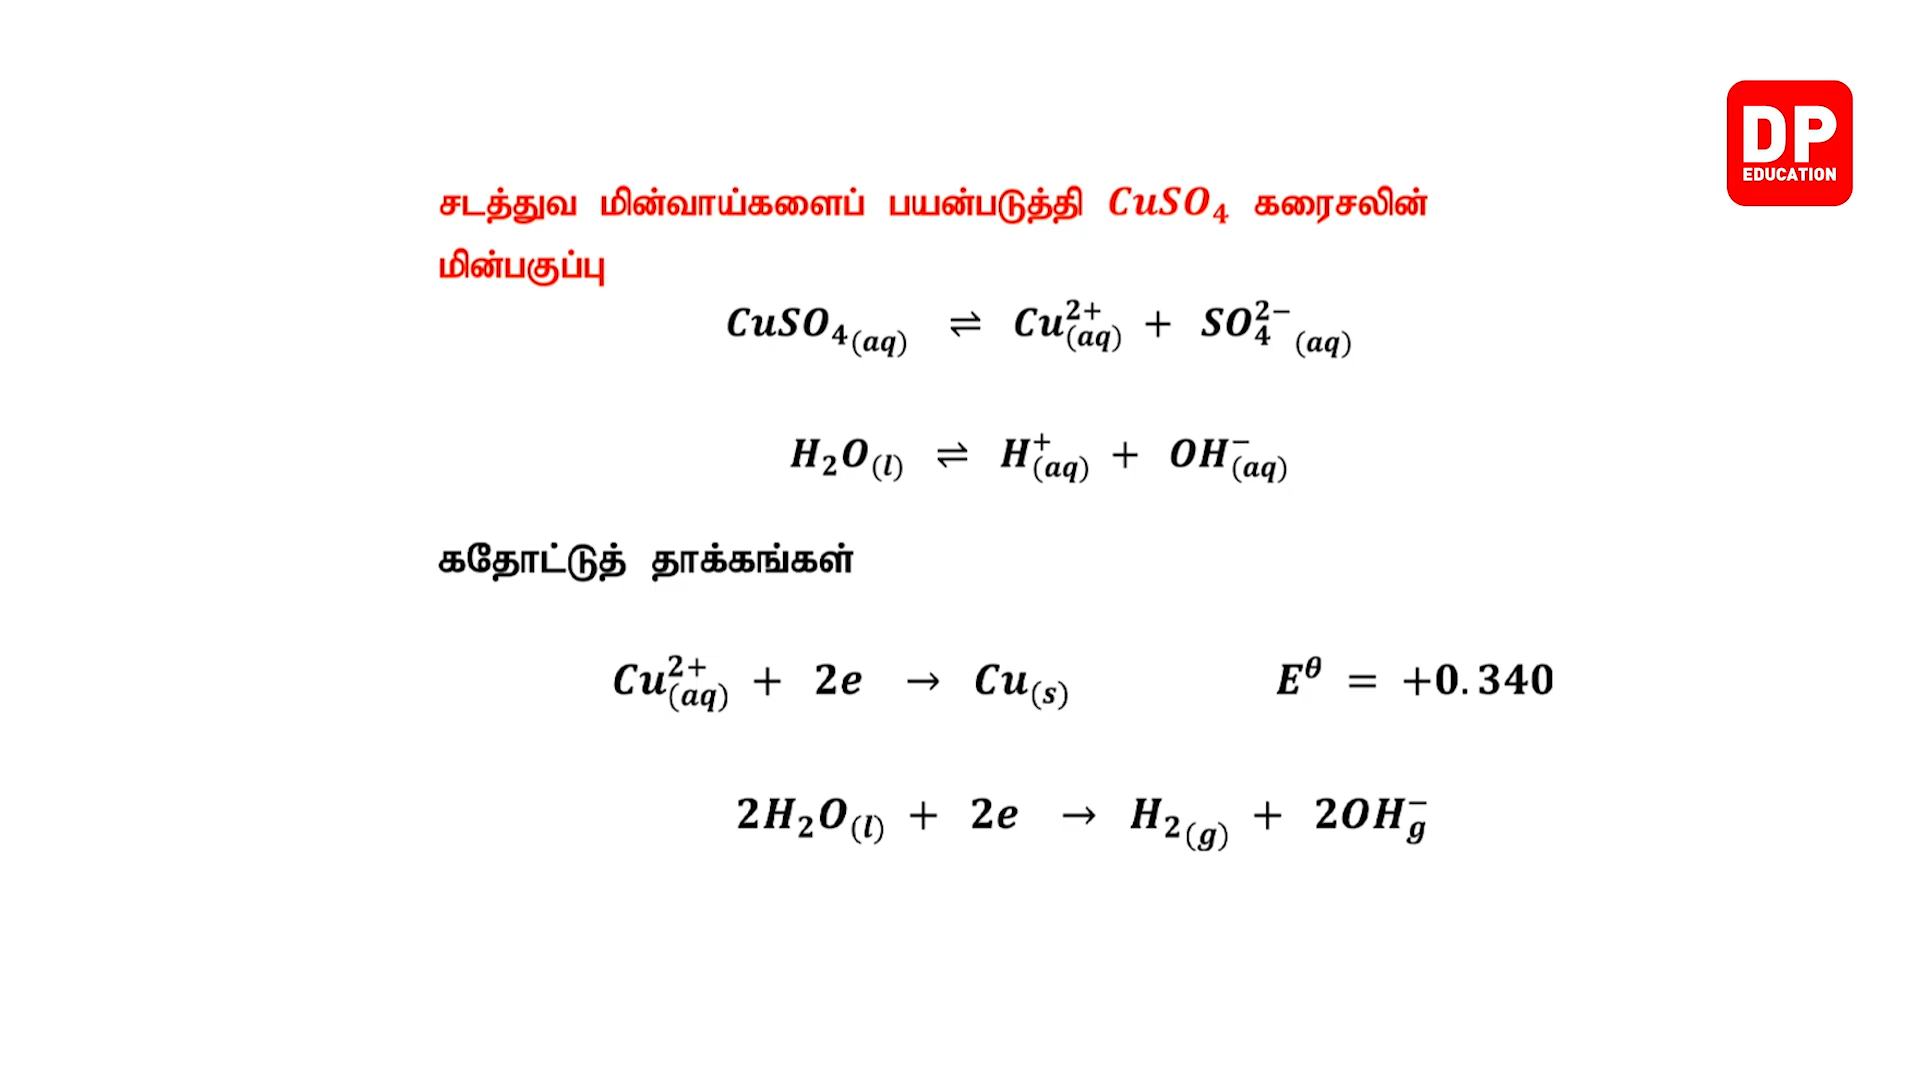 DP
EDUCATION
சடத்துவ மின்வாய்களைப் பயன்படுத்தி CuSO₄ கரைசலின்
மின்பகுப்பு
CuSO₄(aq) ⇌ Cu²⁺(aq) + SO₄²⁻(aq)
H₂O(l) ⇌ H⁺(aq) + OH⁻(aq)
கதோட்டுத் தாக்கங்கள்
Cu²⁺(aq) + 2e → Cu(s) E^θ = +0.340
2H₂O(l) + 2e → H₂(g) + 2OH⁻g